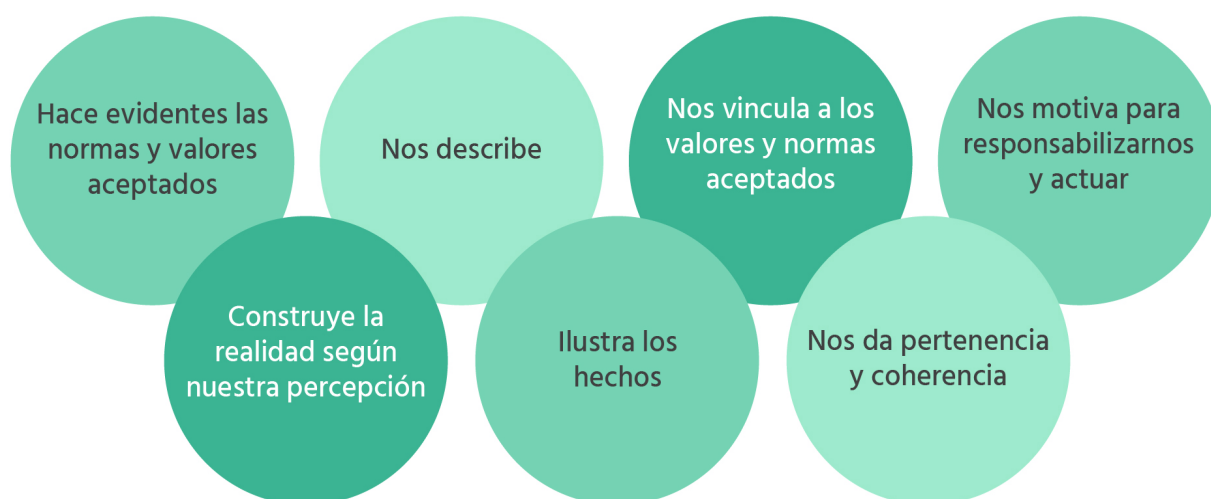 Hace evidentes las
normas y valores
aceptados
Nos describe
Nos vincula a los
valores y normas
aceptados
Nos motiva para
responsabilizarnos
y actuar
Construye la
realidad según
nuestra percepción
Ilustra los
hechos
Nos da pertenencia
y coherencia